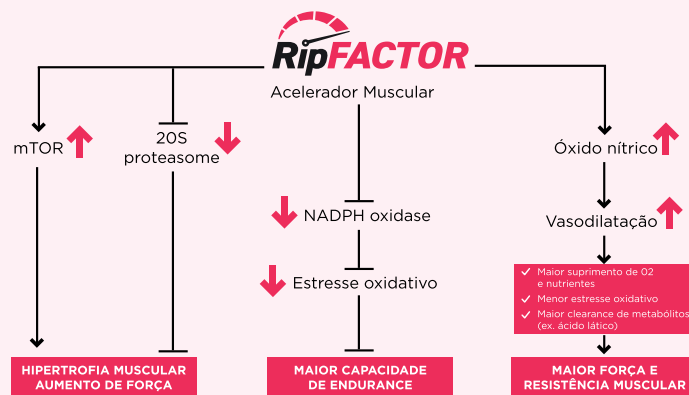 RipFACTOR
Acelerador Muscular
mTOR
20S
proteasome
NADPH oxidase
Estresse oxidativo
Óxido nítrico
Vasodilatação
Maior suprimento de 02
e nutrientes
Menor estresse oxidativo
Maior clearance de metabólitos
(ex. ácido lático)
HIPERTROFIA MUSCULAR
AUMENTO DE FORÇA
MAIOR CAPACIDADE
DE ENDURANCE
MAIOR FORÇA E
RESISTÊNCIA MUSCULAR